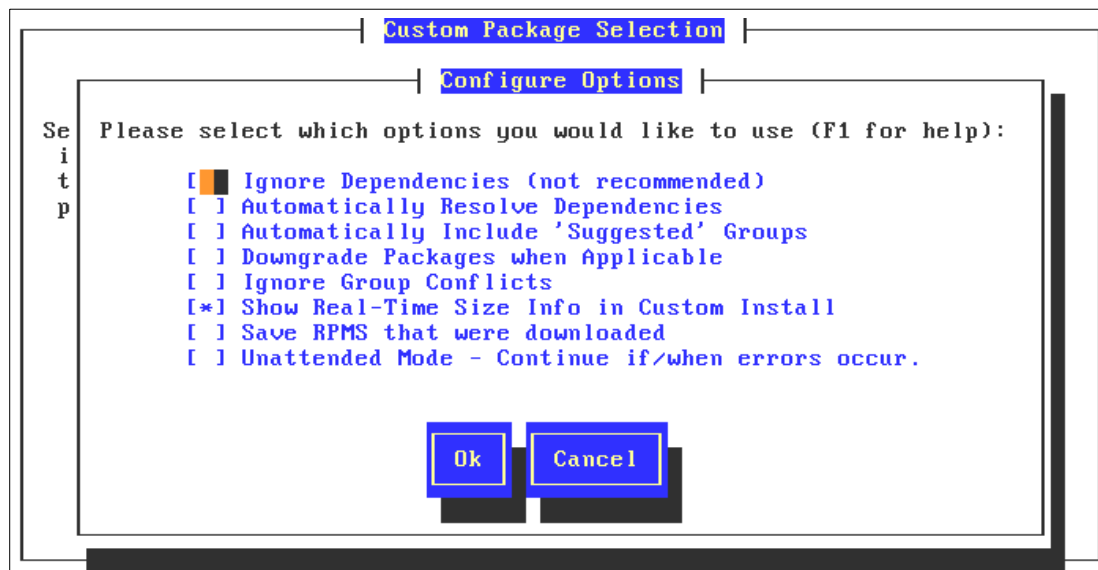 Custom Package Selection
Configure Options
Se
i
t
p
Please select which options you would like to use (F1 for help):
[ ] Ignore Dependencies (not recommended)
[ ] Automatically Resolve Dependencies
[ ] Automatically Include 'Suggested' Groups
[ ] Downgrade Packages when Applicable
[ ] Ignore Group Conflicts
[*] Show Real-Time Size Info in Custom Install
[ ] Save RPMS that were downloaded
[ ] Unattended Mode - Continue if/when errors occur.
Ok
Cancel